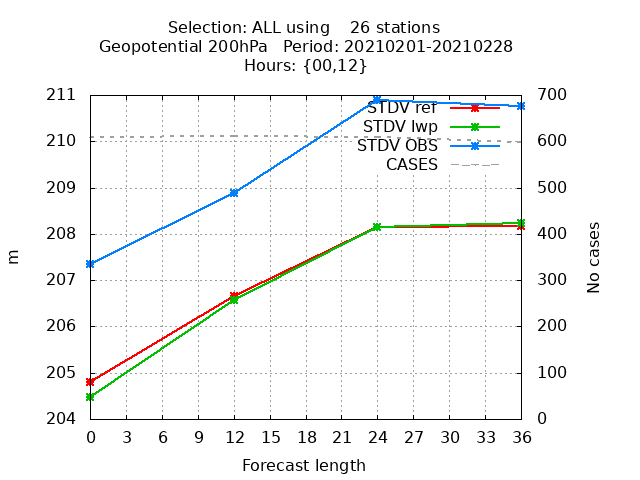 Selection: ALL using    26 stations
Geopotential 200hPa   Period: 20210201-20210228
Hours: {00,12}
211 700
STDV ref
STDV lwp
210 600
STDV OBS
CASES
209 500
208 400
m No cases
207 300
206 200
205 100
204 0
0 3 6 9 12 15 18 21 24 27 30 33 36
Forecast length